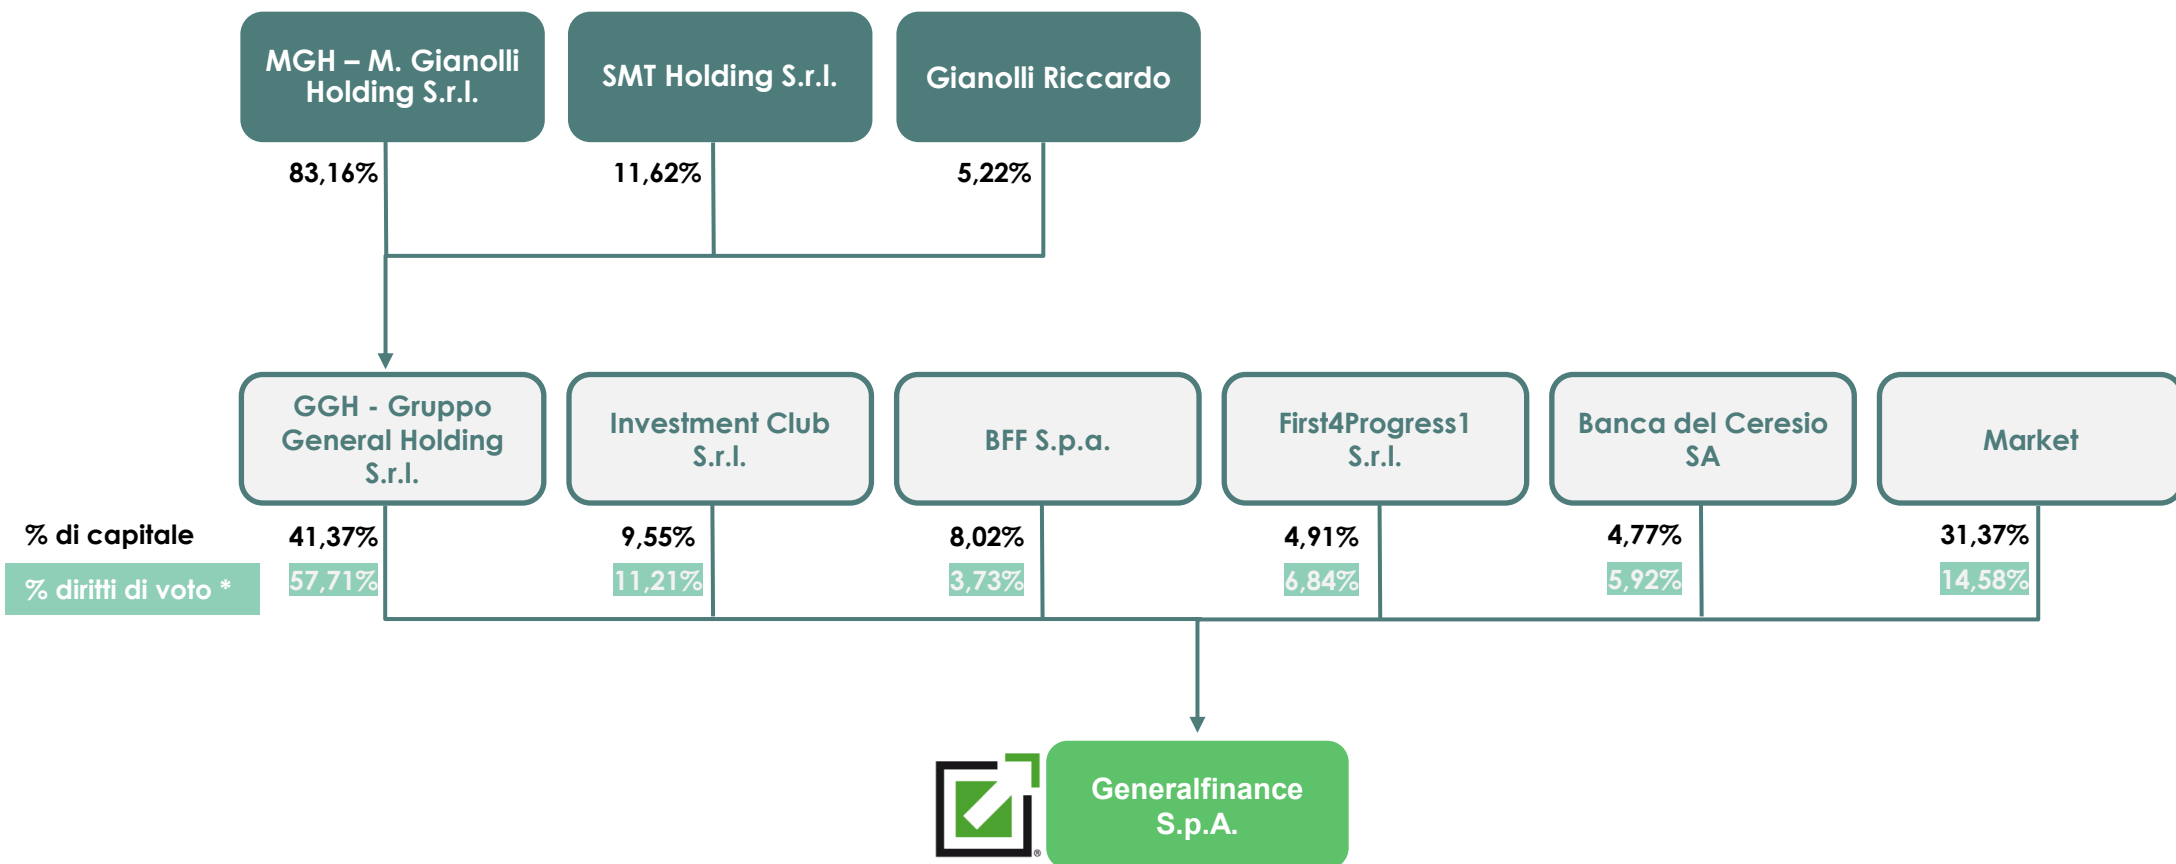 MGH – M. Gianolli
Holding S.r.l.
SMT Holding S.r.l.
Gianolli Riccardo
83,16%
11,62%
5,22%
GGH - Gruppo
General Holding
S.r.l.
Investment Club
S.r.l.
BFF S.p.a.
First4Progress1
S.r.l.
Banca del Ceresio
SA
Market
% di capitale
41,37%
9,55%
8,02%
4,91%
4,77%
31,37%
% diritti di voto *
57,71%
11,21%
3,73%
6,84%
5,92%
14,58%
Generalfinance
S.p.A.
®